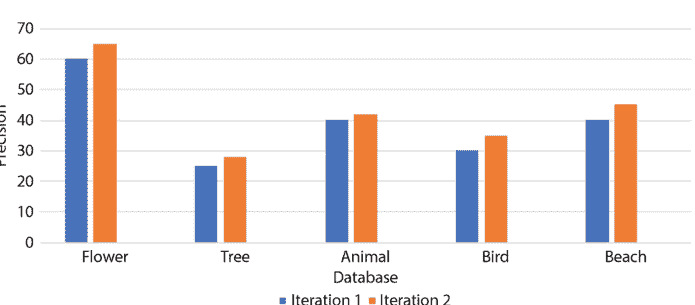 70
60
50
40
30
20
10
0
Precision
Flower Tree Animal Bird Beach
Database
Iteration 1 Iteration 2